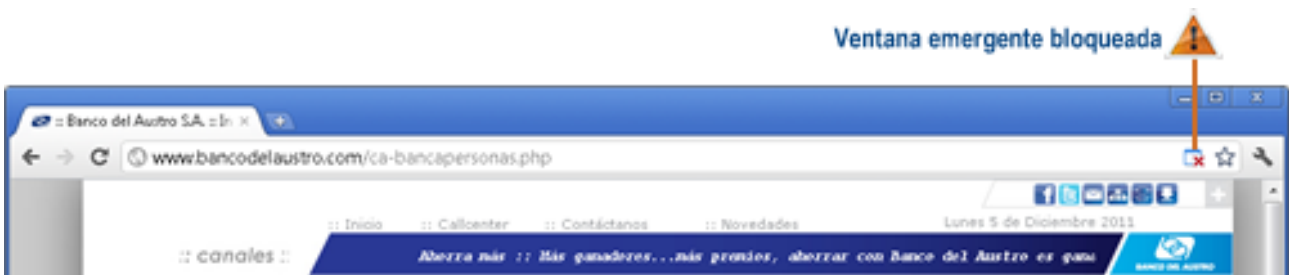 Ventana emergente bloqueada
:: Banco del Austro S.A. :: In
www.bancodelaustro.com/ca-bancapersonas.php
:: Inicio :: Callcenter :: Contáctanos :: Novedades Lunes 5 de Diciembre 2011
:: canales ::
Ahorra más :: Más ganadores...más premios, ahorrar con Banco del Austro es gana
BANCO DEL AUSTRO